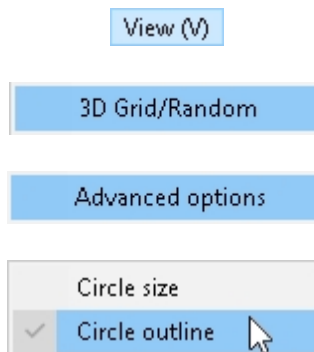 View (V)
3D Grid/Random
Advanced options
Circle size
Circle outline